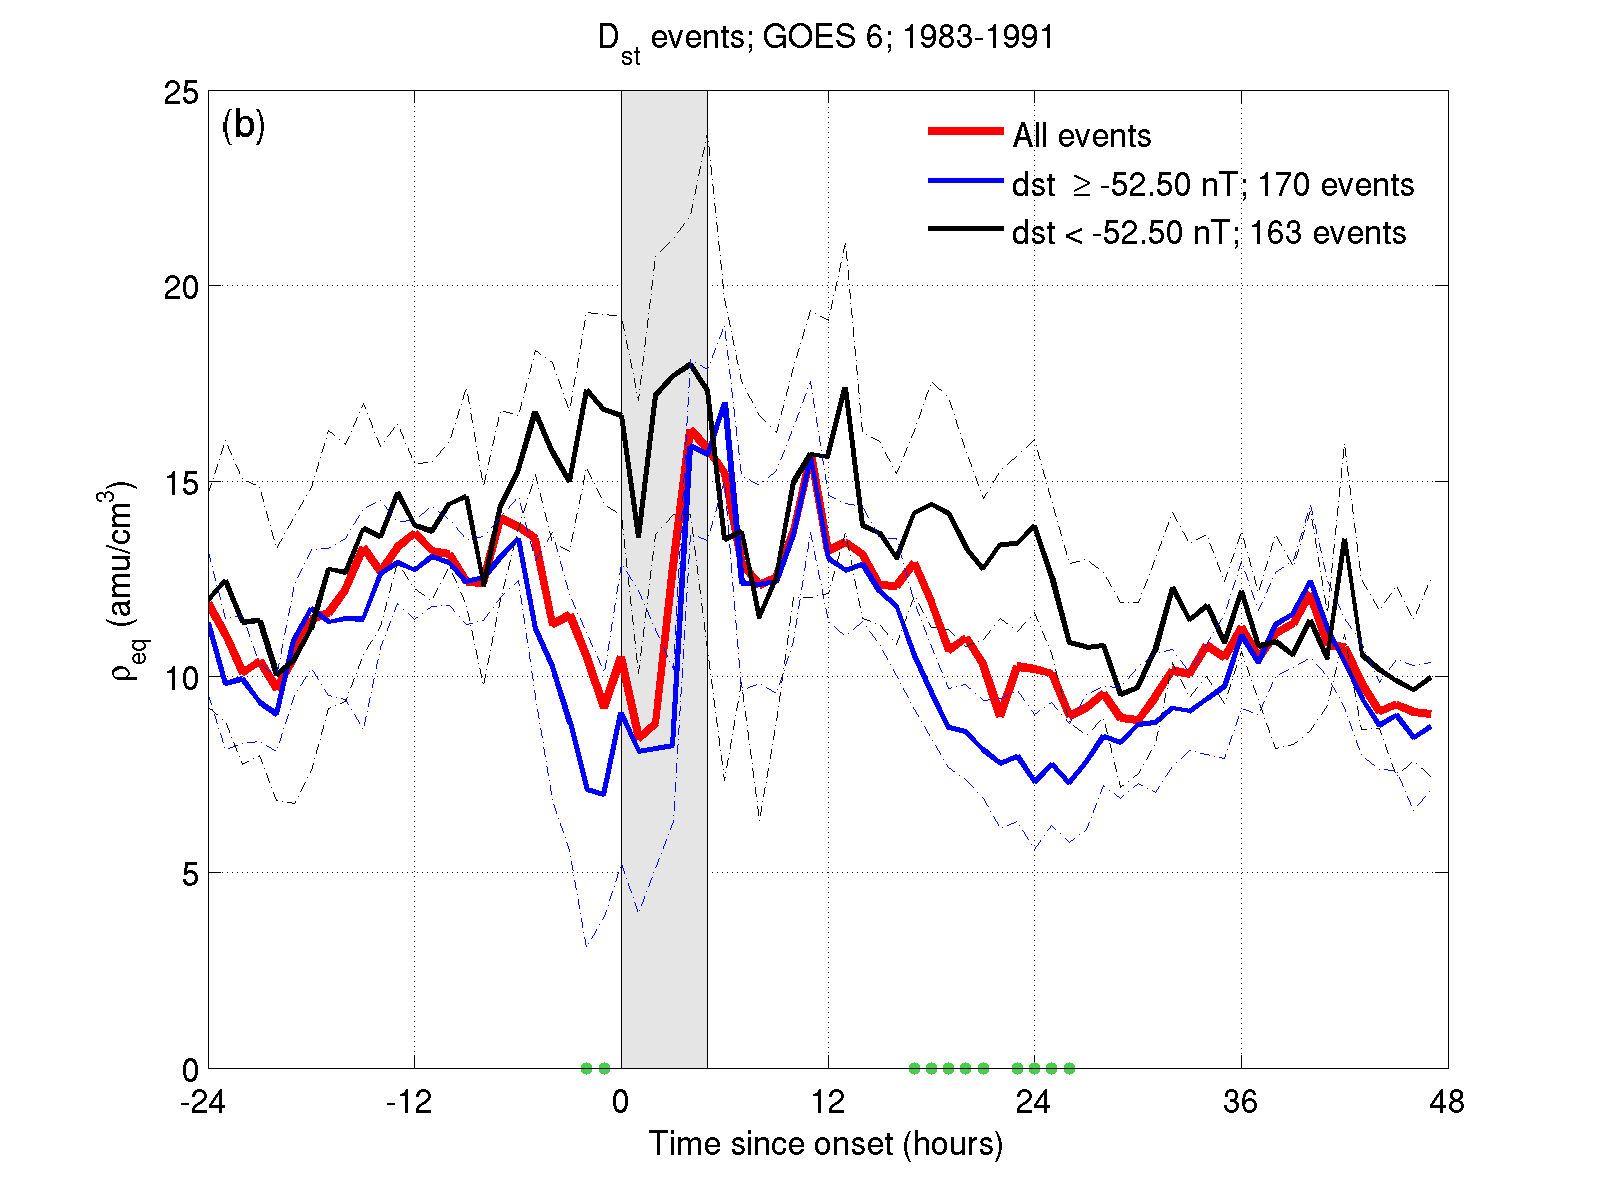 D_st events; GOES 6; 1983-1991
(b)
All events
dst ≥ -52.50 nT; 170 events
dst < -52.50 nT; 163 events
25
20
15
10
5
0
ρ_eq (amu/cm^3)
-24 -12 0 12 24 36 48
Time since onset (hours)